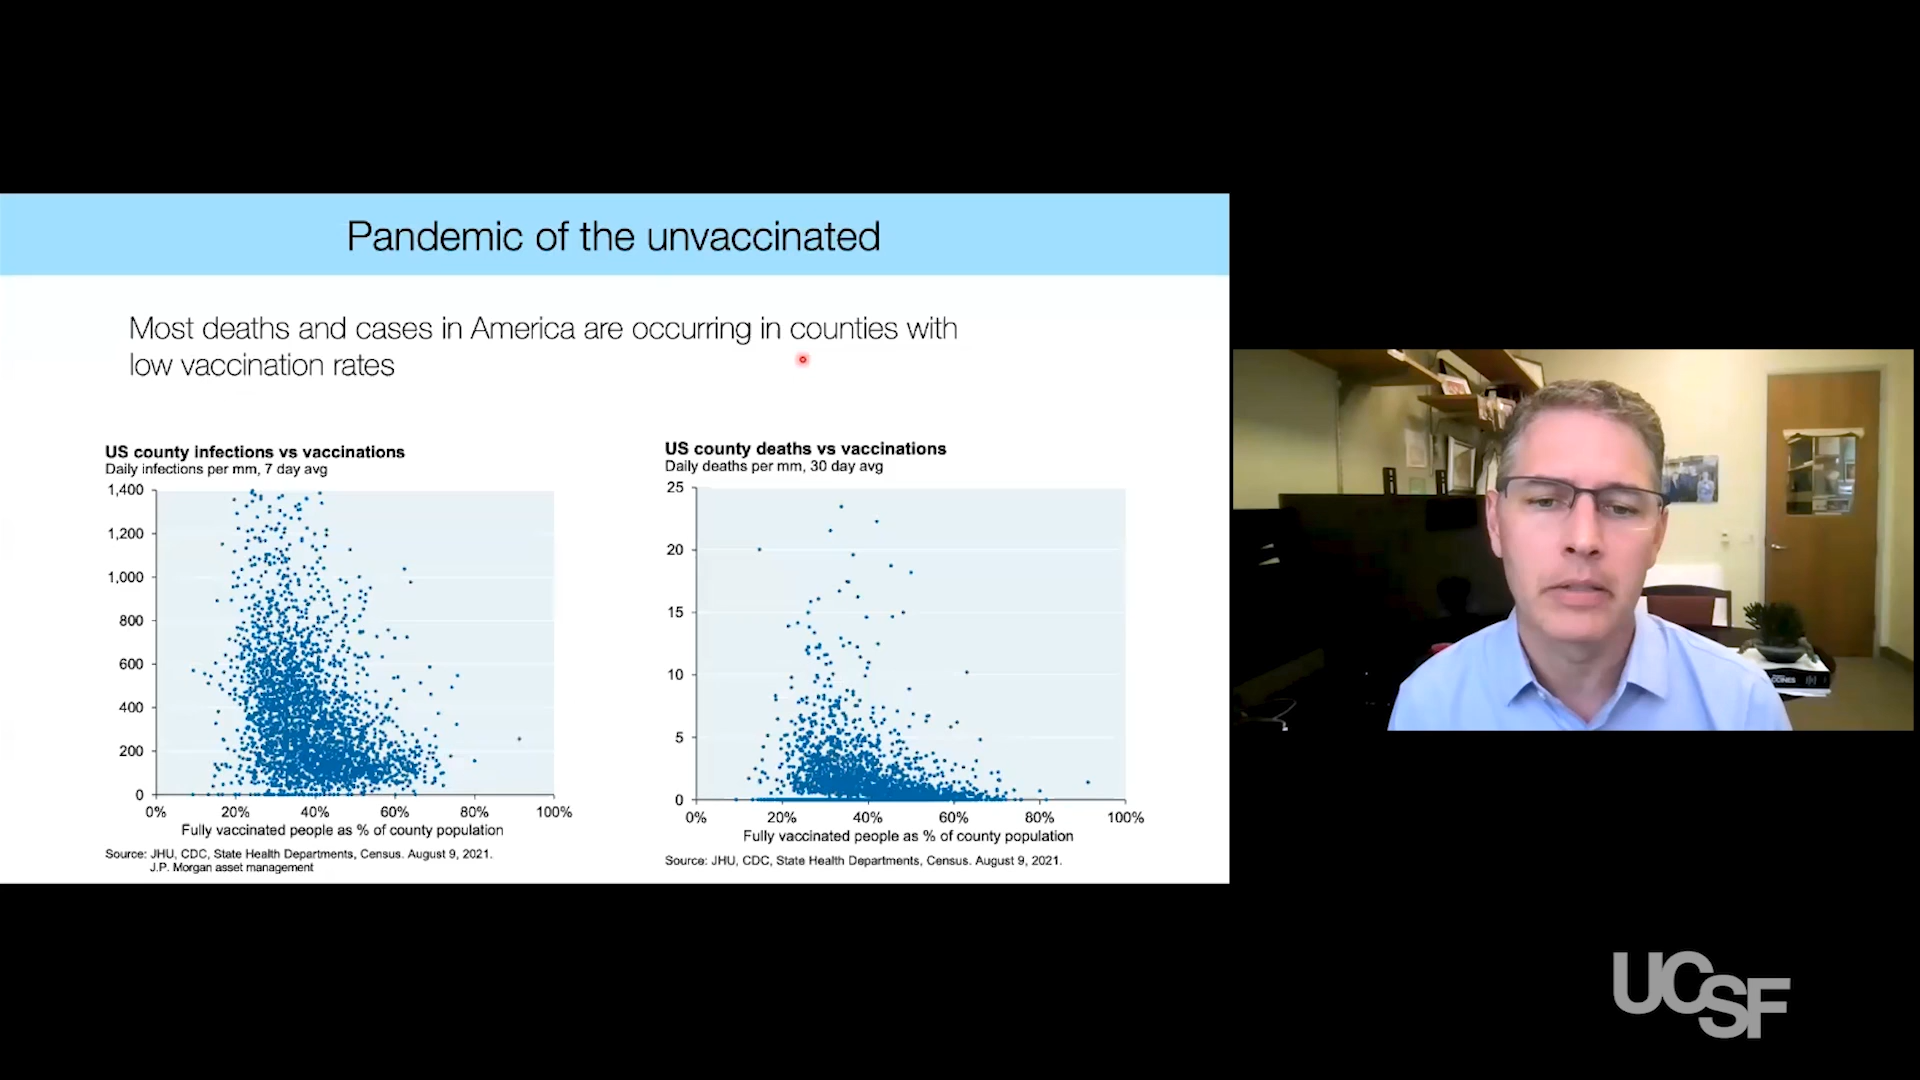 Pandemic of the unvaccinated
Most deaths and cases in America are occurring in counties with
low vaccination rates
US county infections vs vaccinations
Daily infections per mm, 7 day avg
1,400
1,200
1,000
800
600
400
200
0
0% 20% 40% 60% 80% 100%
Fully vaccinated people as % of county population
Source: JHU, CDC, State Health Departments, Census. August 9, 2021.
J.P. Morgan asset management
US county deaths vs vaccinations
Daily deaths per mm, 30 day avg
25
20
15
10
5
0
0% 20% 40% 60% 80% 100%
Fully vaccinated people as % of county population
Source: JHU, CDC, State Health Departments, Census. August 9, 2021.
UCSF